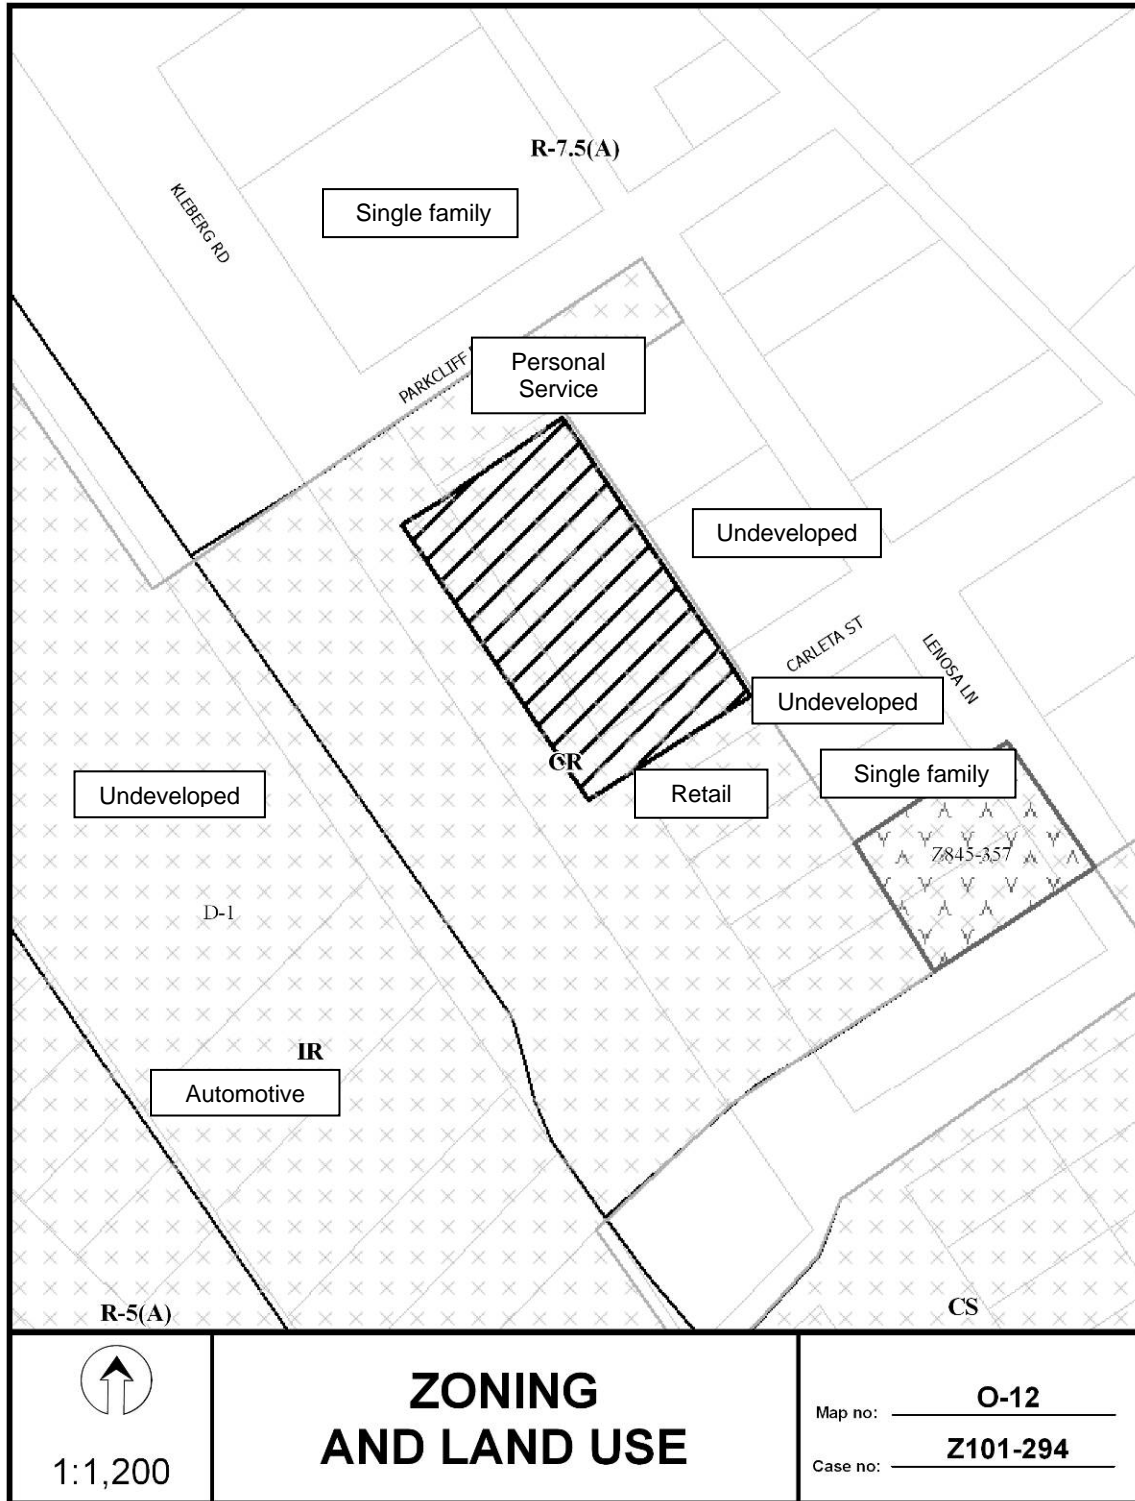 R-7.5(A)
Single family
KLEBERG RD
PARKCLIFF
Personal
Service
Undeveloped
CARLETA ST
LENOSA LN
Undeveloped
CR
Single family
Undeveloped
Retail
Z845-357
D-1
IR
Automotive
R-5(A)
CS
1:1,200
ZONING
AND LAND USE
Map no: O-12
Case no: Z101-294